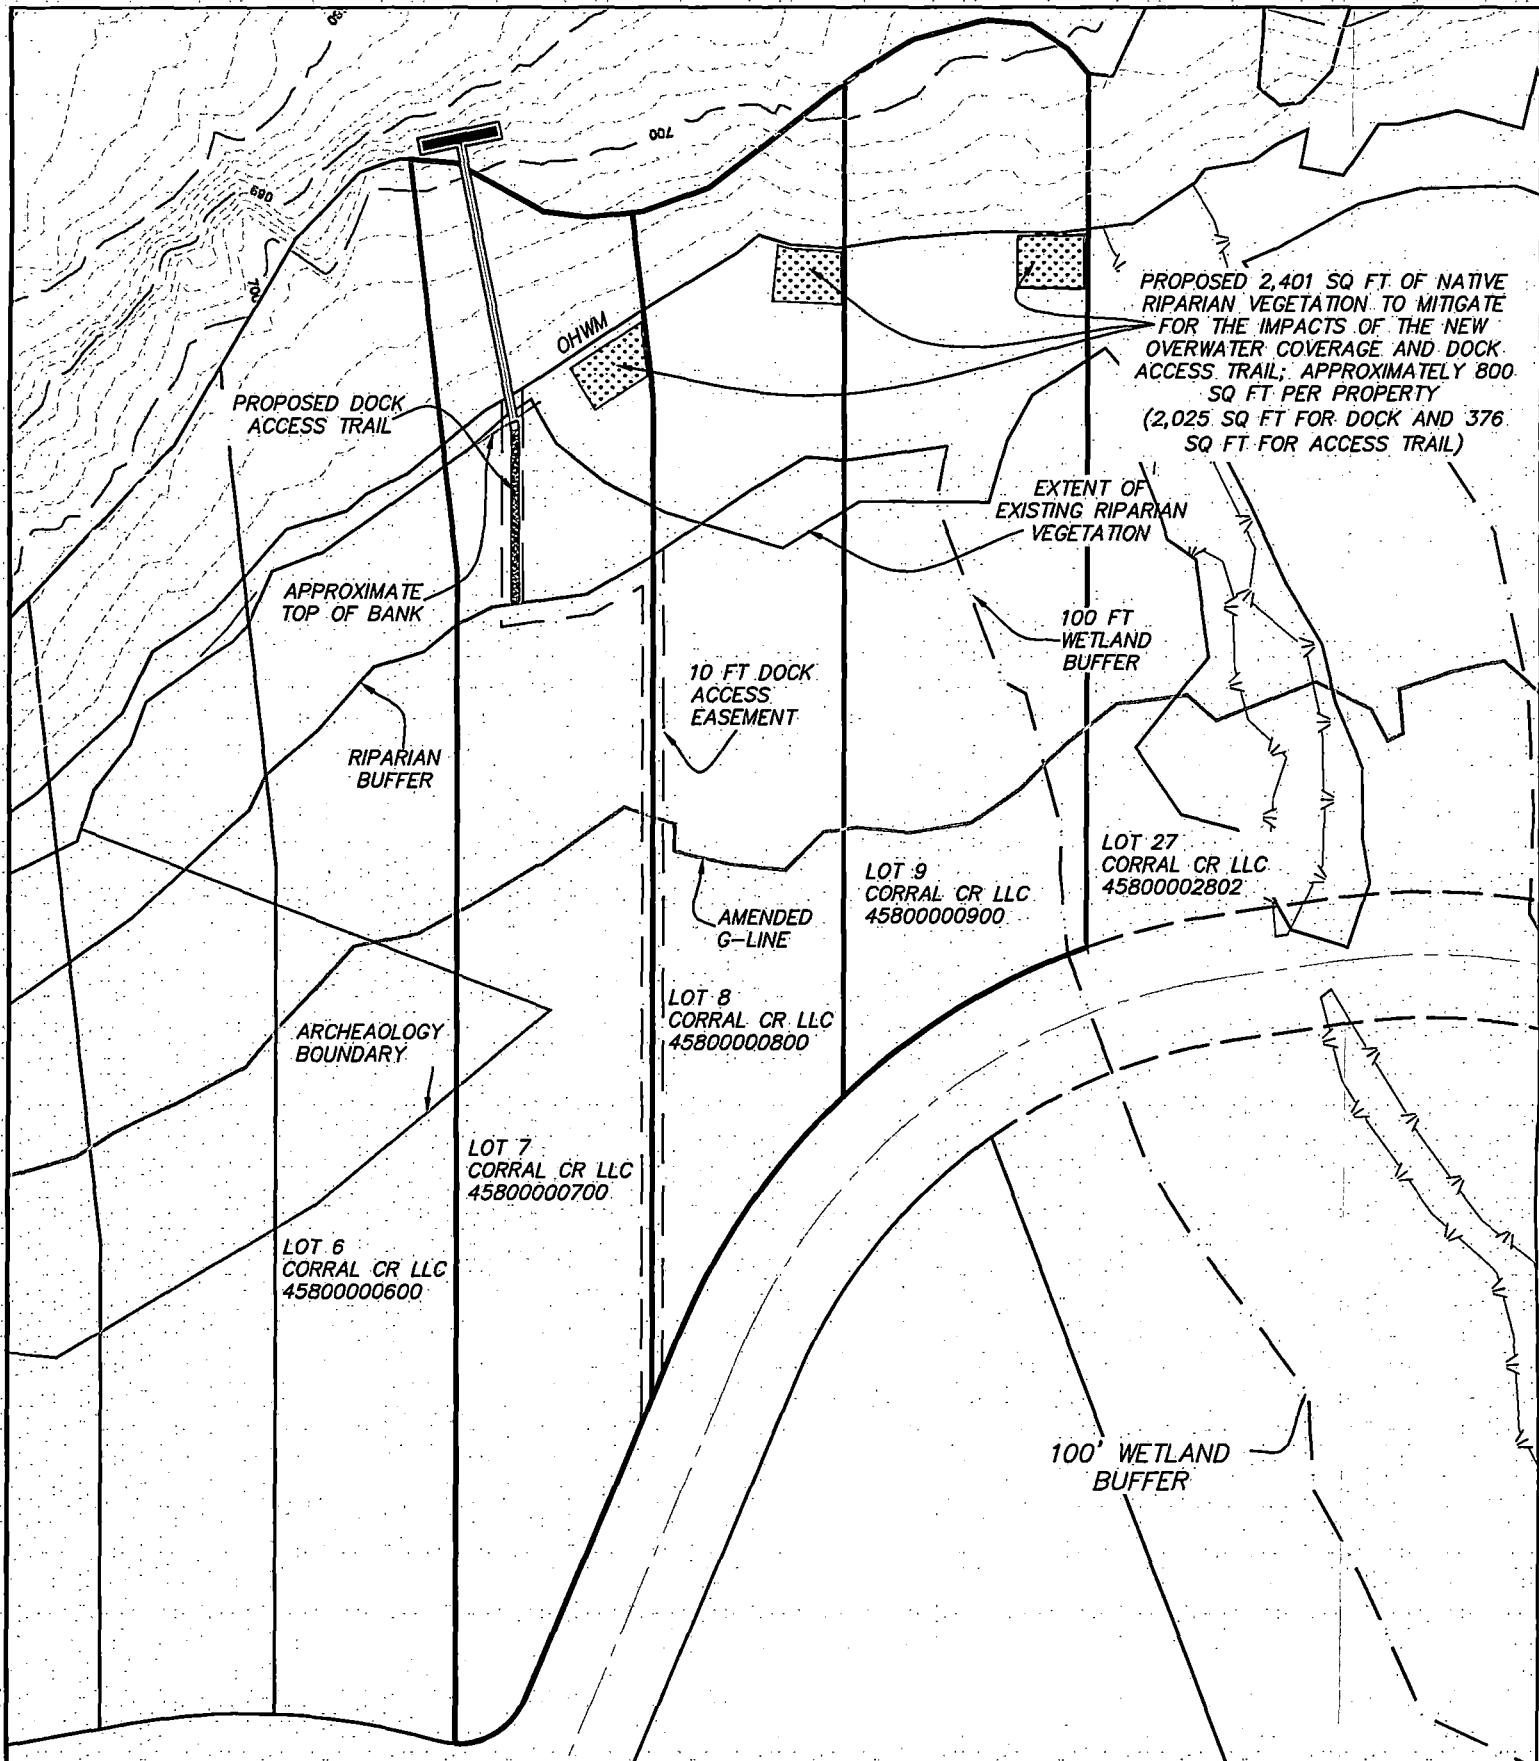 700
690
700
OHWM
PROPOSED 2,401 SQ FT OF NATIVE
RIPARIAN VEGETATION TO MITIGATE
FOR THE IMPACTS OF THE NEW
OVERWATER COVERAGE AND DOCK
ACCESS TRAIL; APPROXIMATELY 800
SQ FT PER PROPERTY
(2,025 SQ FT FOR DOCK AND 376
SQ FT FOR ACCESS TRAIL)
PROPOSED DOCK
ACCESS TRAIL
EXTENT OF
EXISTING RIPARIAN
VEGETATION
APPROXIMATE
TOP OF BANK
100 FT
WETLAND
BUFFER
10 FT DOCK
ACCESS
EASEMENT
RIPARIAN
BUFFER
LOT 27
CORRAL CR LLC
45800002802
LOT 9
CORRAL CR LLC
45800000900
AMENDED
G-LINE
LOT 8
CORRAL CR LLC
45800000800
ARCHEAOLOGY
BOUNDARY
LOT 7
CORRAL CR LLC
45800000700
LOT 6
CORRAL CR LLC
45800000600
100' WETLAND
BUFFER